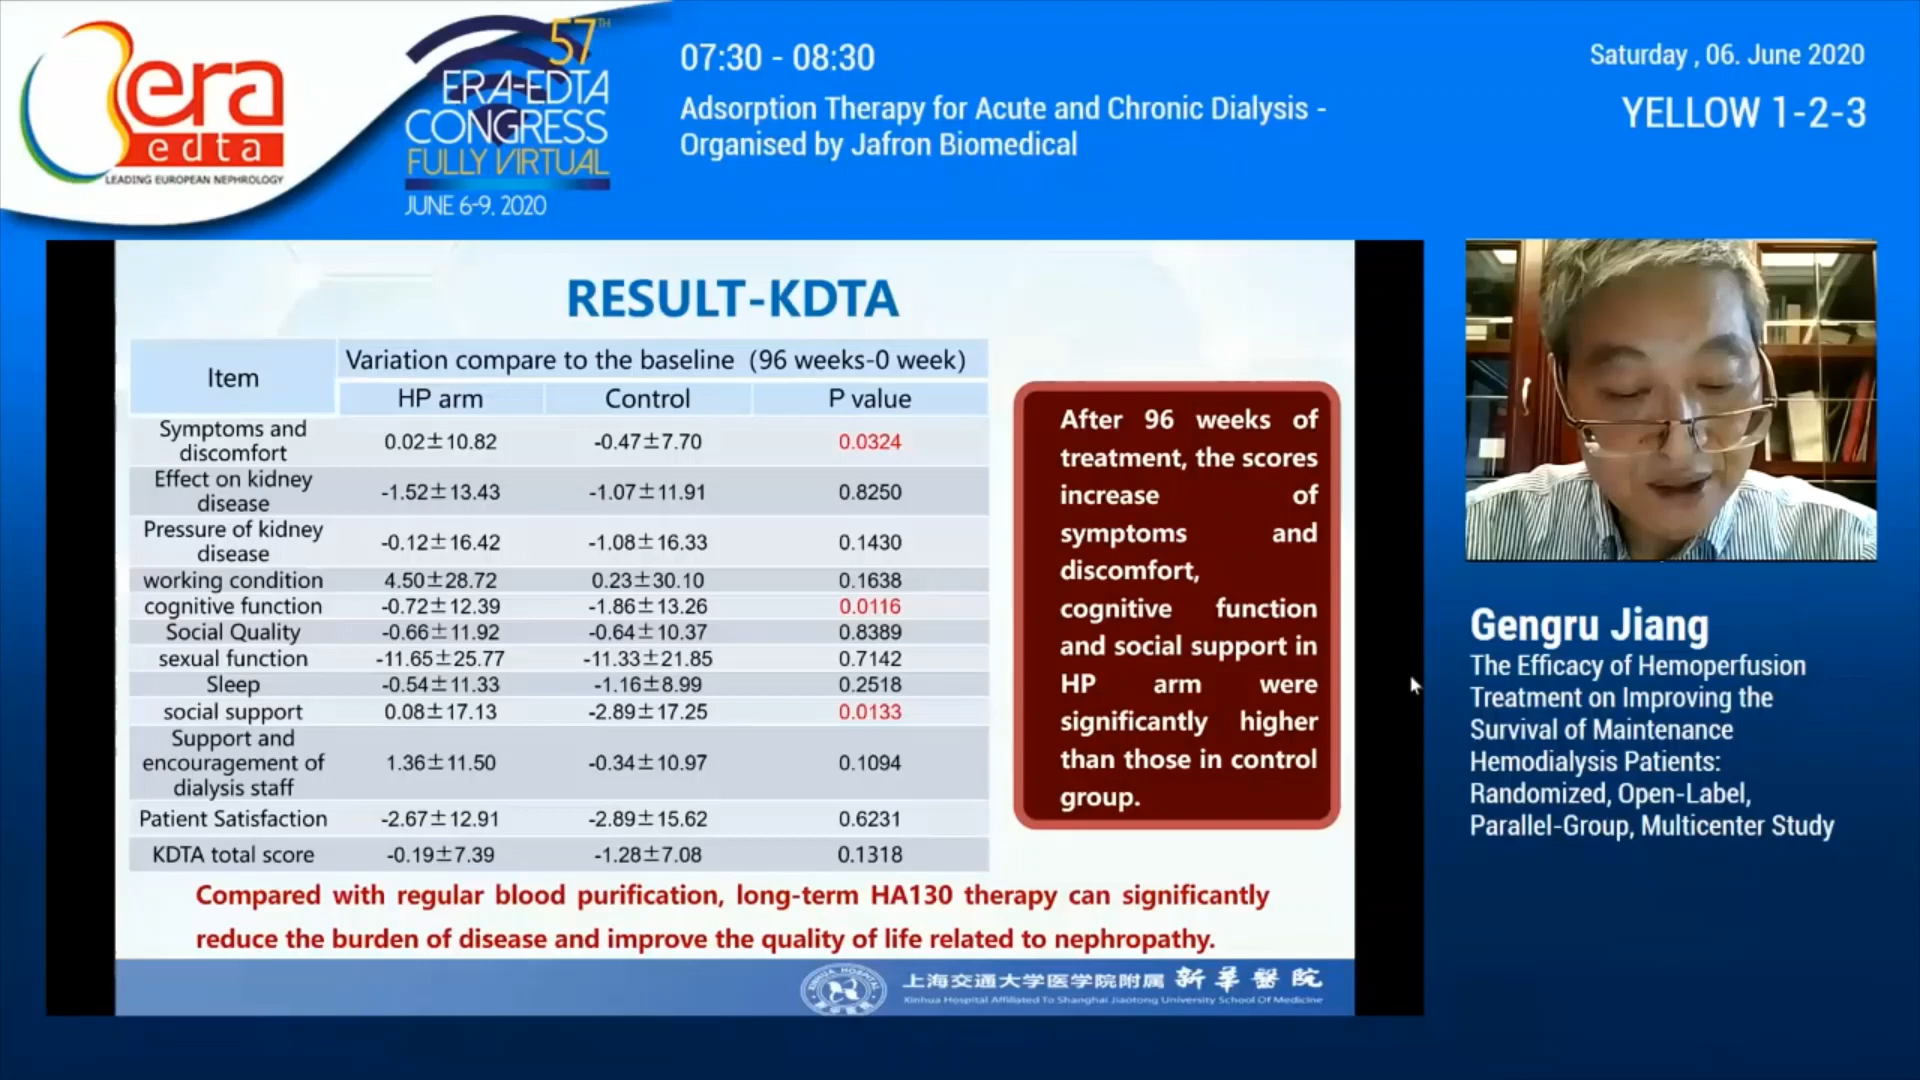 era
edta
LEADING EUROPEAN NEPHROLOGY
57TH
ERA-EDTA
CONGRESS
FULLY VIRTUAL
JUNE 6-9, 2020
07:30 - 08:30
Adsorption Therapy for Acute and Chronic Dialysis -
Organised by Jafron Biomedical
Saturday , 06. June 2020
YELLOW 1-2-3
RESULT-KDTA
Item
Variation compare to the baseline (96 weeks-0 week)
HP arm Control P value
Symptoms and
discomfort
0.02±10.82 -0.47±7.70 0.0324
Effect on kidney
disease
-1.52±13.43 -1.07±11.91 0.8250
Pressure of kidney
disease
-0.12±16.42 -1.08±16.33 0.1430
working condition 4.50±28.72 0.23±30.10 0.1638
cognitive function -0.72±12.39 -1.86±13.26 0.0116
Social Quality -0.66±11.92 -0.64±10.37 0.8389
sexual function -11.65±25.77 -11.33±21.85 0.7142
Sleep -0.54±11.33 -1.16±8.99 0.2518
social support 0.08±17.13 -2.89±17.25 0.0133
Support and
encouragement of
dialysis staff
1.36±11.50 -0.34±10.97 0.1094
Patient Satisfaction -2.67±12.91 -2.89±15.62 0.6231
KDTA total score -0.19±7.39 -1.28±7.08 0.1318
After 96 weeks of
treatment, the scores
increase of
symptoms and
discomfort,
cognitive function
and social support in
HP arm were
significantly higher
than those in control
group.
Compared with regular blood purification, long-term HA130 therapy can significantly
reduce the burden of disease and improve the quality of life related to nephropathy.
XINHUA HOSPITAL
上海交通大学医学院附属 新華醫院
Xinhua Hospital Affiliated To Shanghai Jiaotong University School Of Medicine
Gengru Jiang
The Efficacy of Hemoperfusion
Treatment on Improving the
Survival of Maintenance
Hemodialysis Patients:
Randomized, Open-Label,
Parallel-Group, Multicenter Study